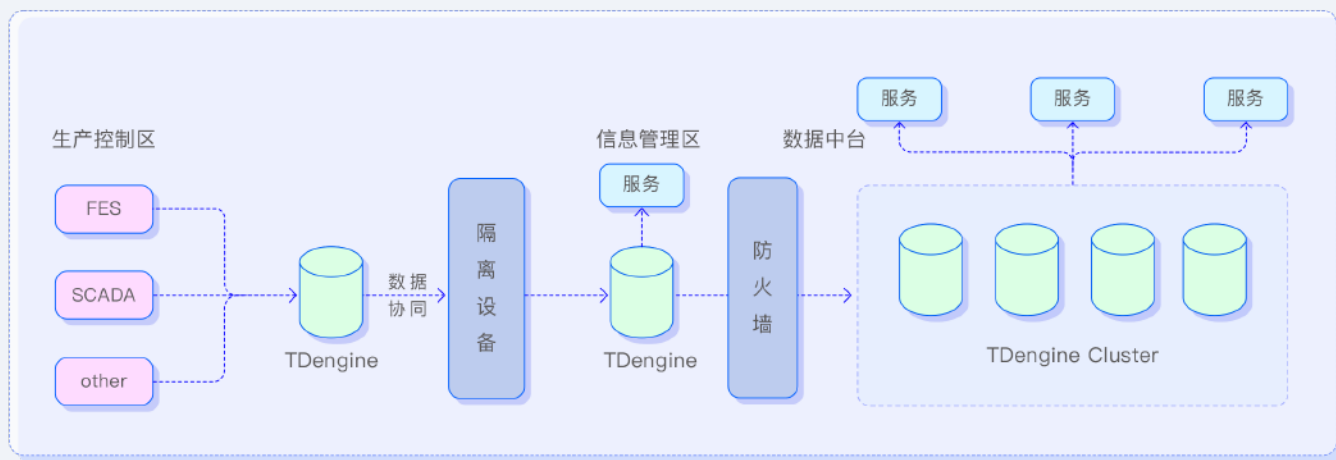 生产控制区
FES
SCADA
other
TDengine
数据
协同
隔离设备
信息管理区
服务
TDengine
防火墙
数据中台
服务
服务
服务
TDengine Cluster